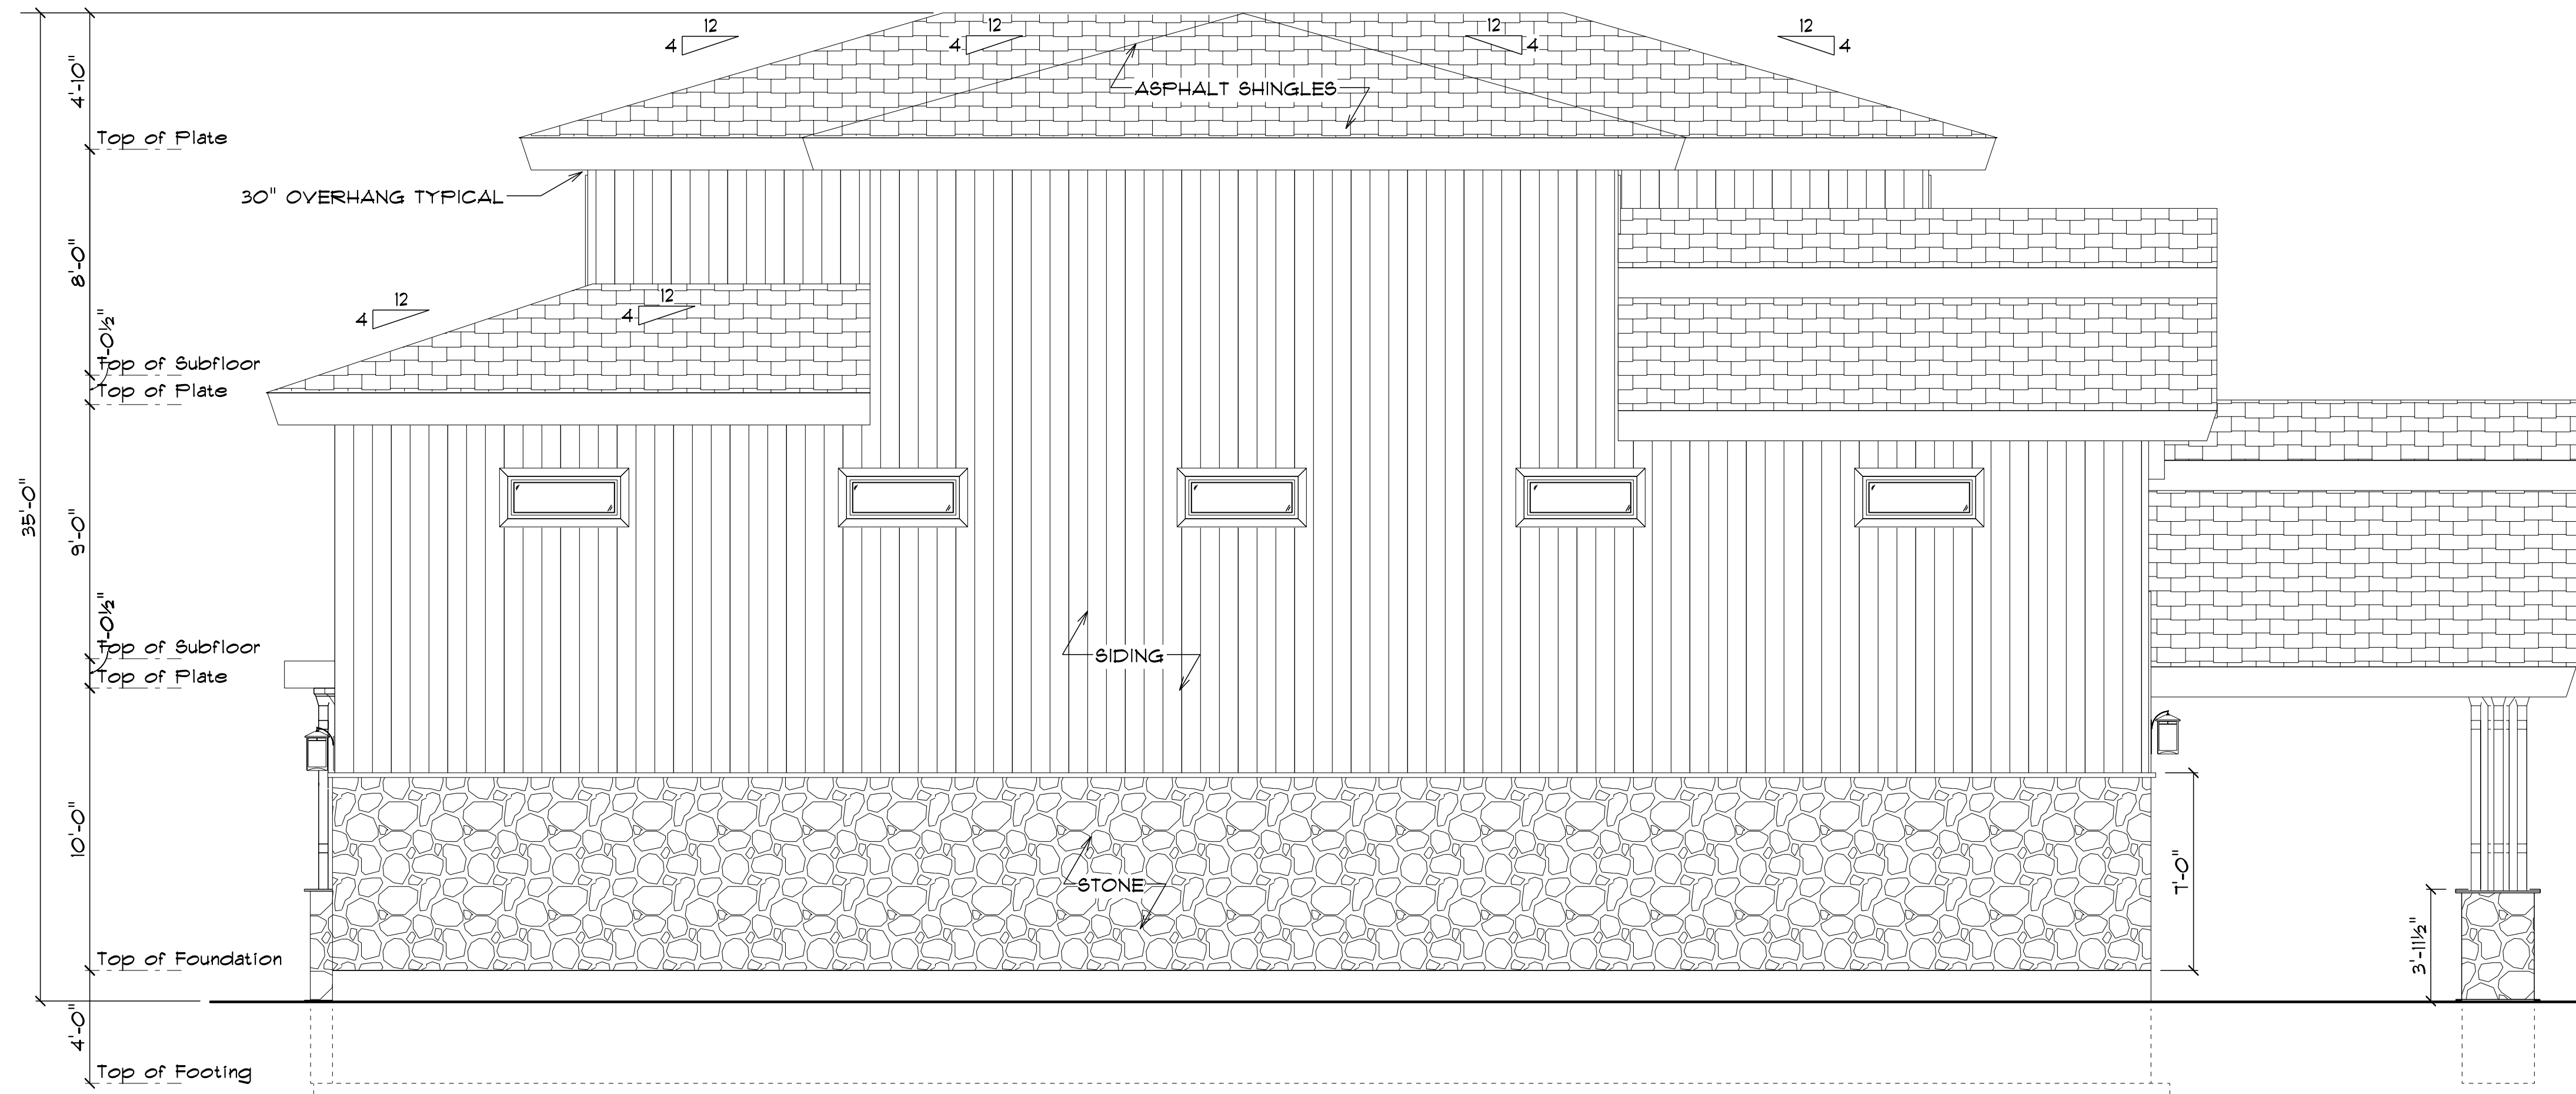 12
4
12
4
12
4
12
4
4'-10"
ASPHALT SHINGLES
Top of Plate
30" OVERHANG TYPICAL
8'-0"
12
4
12
4
1'-0½"
Top of Subfloor
Top of Plate
35'-0"
9'-0"
1'-0½"
Top of Subfloor
Top of Plate
SIDING
10'-0"
STONE
7'-0"
3'-11½"
Top of Foundation
4'-0"
Top of Footing